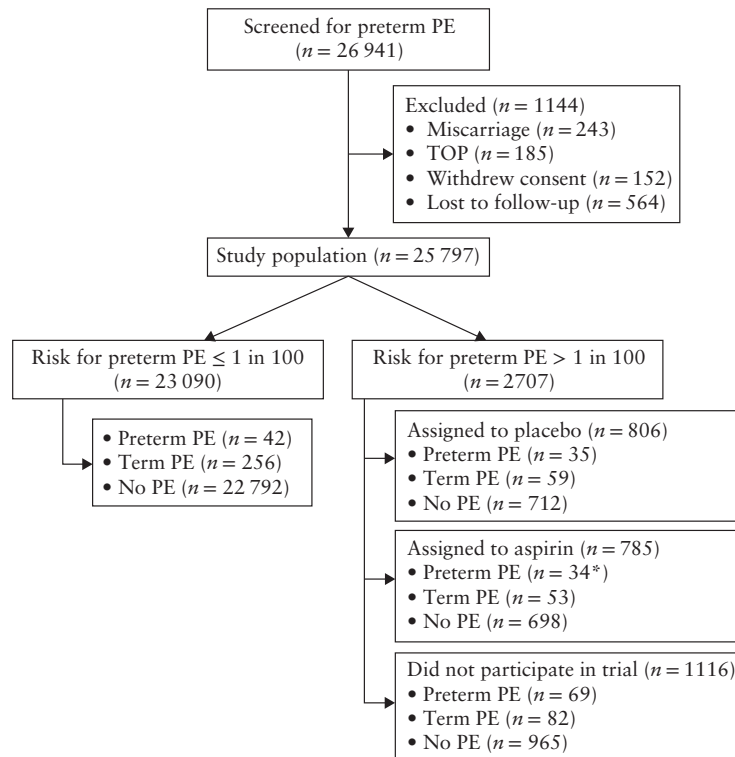 Screened for preterm PE
(n = 26 941)
Excluded (n = 1144)
• Miscarriage (n = 243)
• TOP (n = 185)
• Withdrew consent (n = 152)
• Lost to follow-up (n = 564)
Study population (n = 25 797)
Risk for preterm PE ≤ 1 in 100
(n = 23 090)
• Preterm PE (n = 42)
• Term PE (n = 256)
• No PE (n = 22 792)
Risk for preterm PE > 1 in 100
(n = 2707)
Assigned to placebo (n = 806)
• Preterm PE (n = 35)
• Term PE (n = 59)
• No PE (n = 712)
Assigned to aspirin (n = 785)
• Preterm PE (n = 34*)
• Term PE (n = 53)
• No PE (n = 698)
Did not participate in trial (n = 1116)
• Preterm PE (n = 69)
• Term PE (n = 82)
• No PE (n = 965)